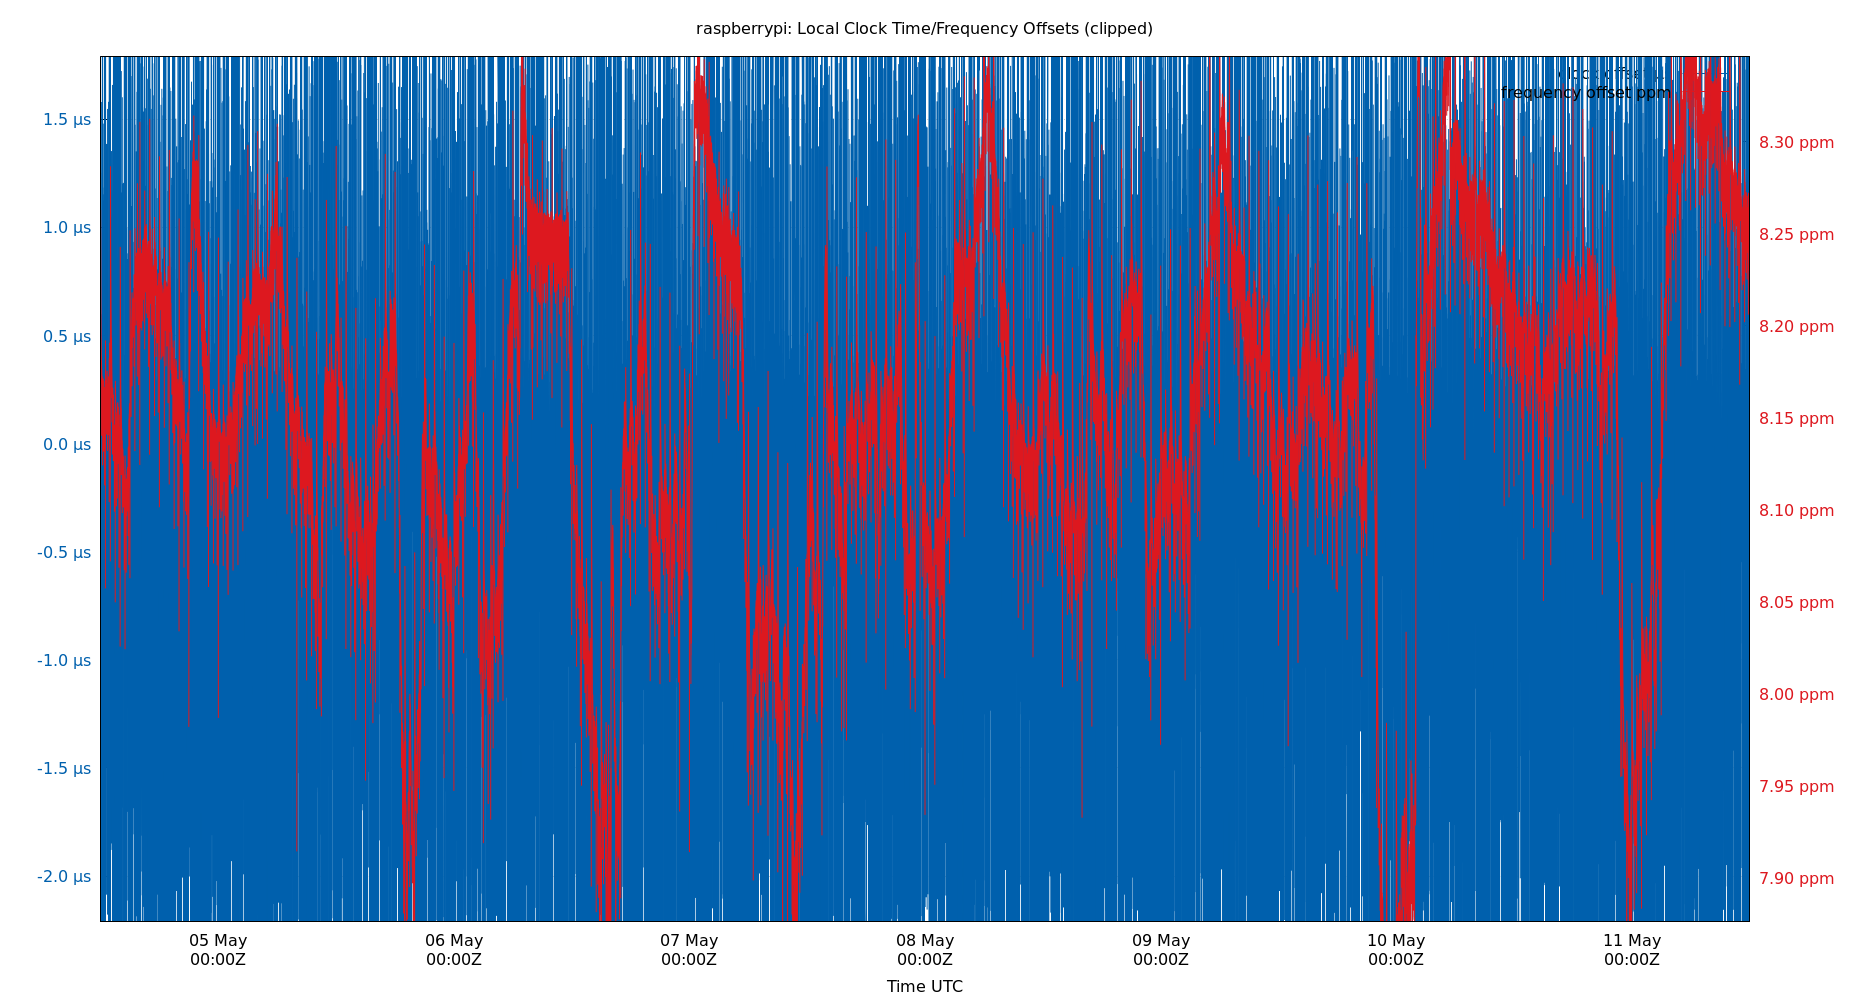 raspberrypi: Local Clock Time/Frequency Offsets (clipped)
frequency offset ppm
1.5 µs
1.0 µs
0.5 µs
0.0 µs
-0.5 µs
-1.0 µs
-1.5 µs
-2.0 µs
8.30 ppm
8.25 ppm
8.20 ppm
8.15 ppm
8.10 ppm
8.05 ppm
8.00 ppm
7.95 ppm
7.90 ppm
05 May
00:00Z
06 May
00:00Z
07 May
00:00Z
08 May
00:00Z
09 May
00:00Z
10 May
00:00Z
11 May
00:00Z
Time UTC